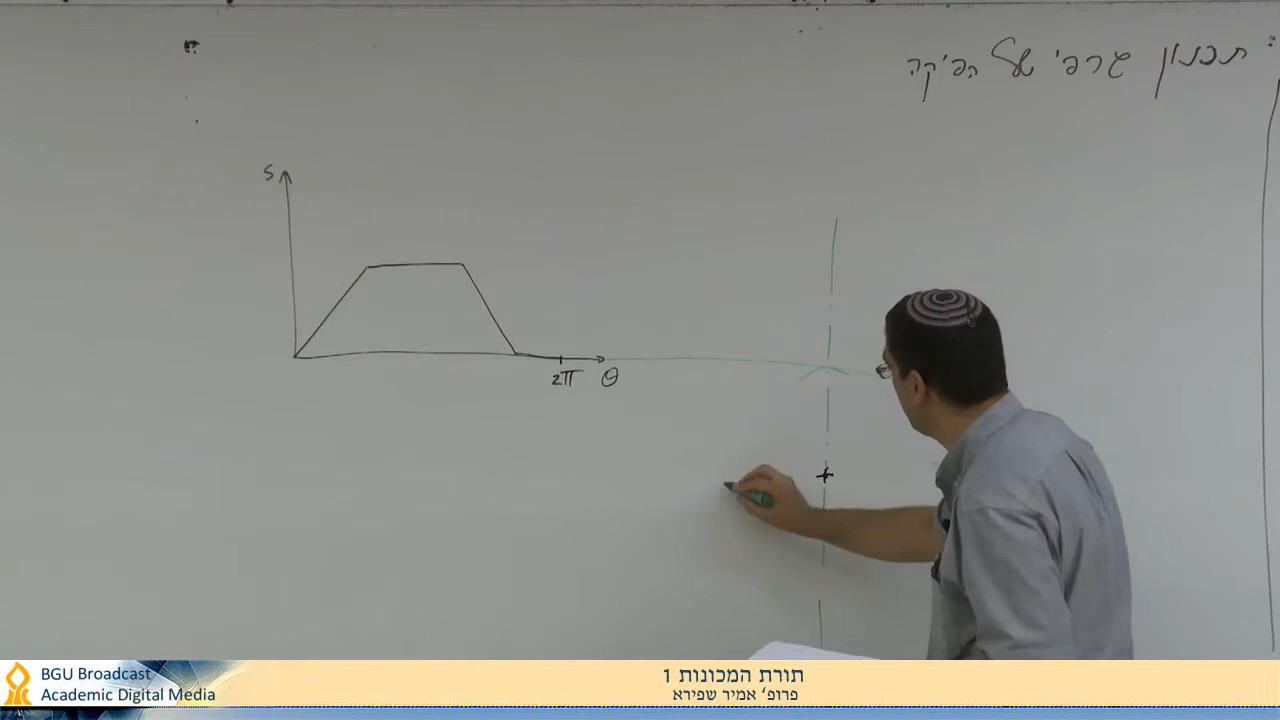 תכנון גרפי של הפיקה
S
2π θ
BGU Broadcast
Academic Digital Media
תורת המכונות 1
פרופ' אמיר שפירא